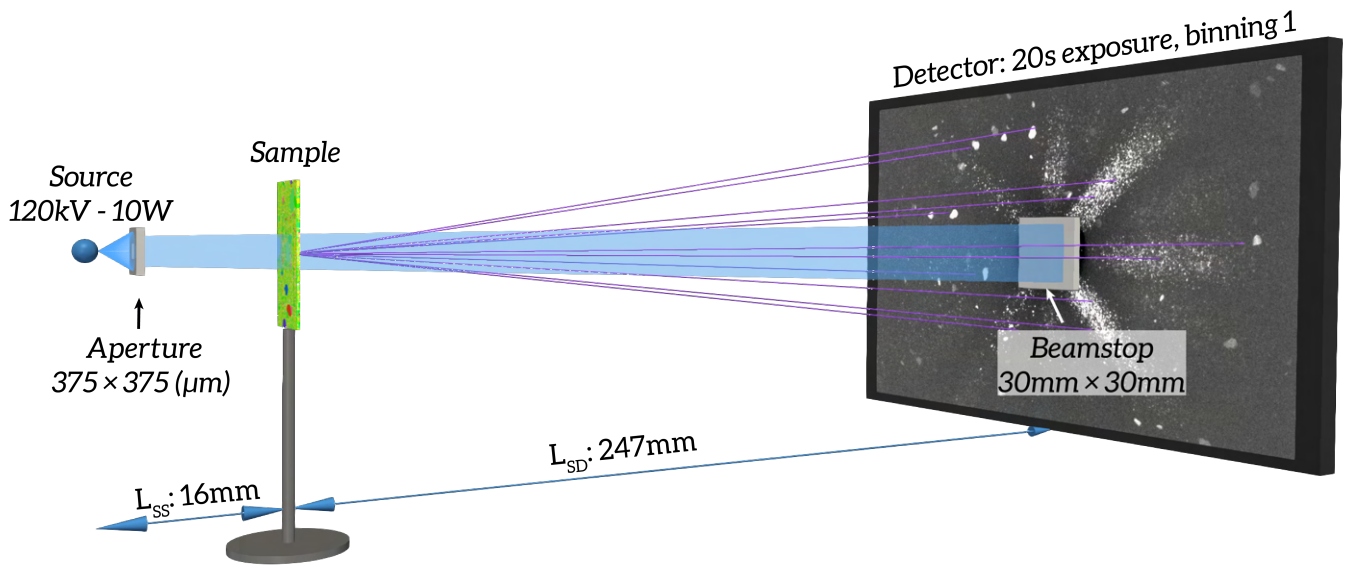 Detector: 20s exposure, binning 1
Sample
Source
120kV - 10W
Aperture
375 × 375 (μm)
Beamstop
30mm × 30mm
L_SD: 247mm
L_SS: 16mm